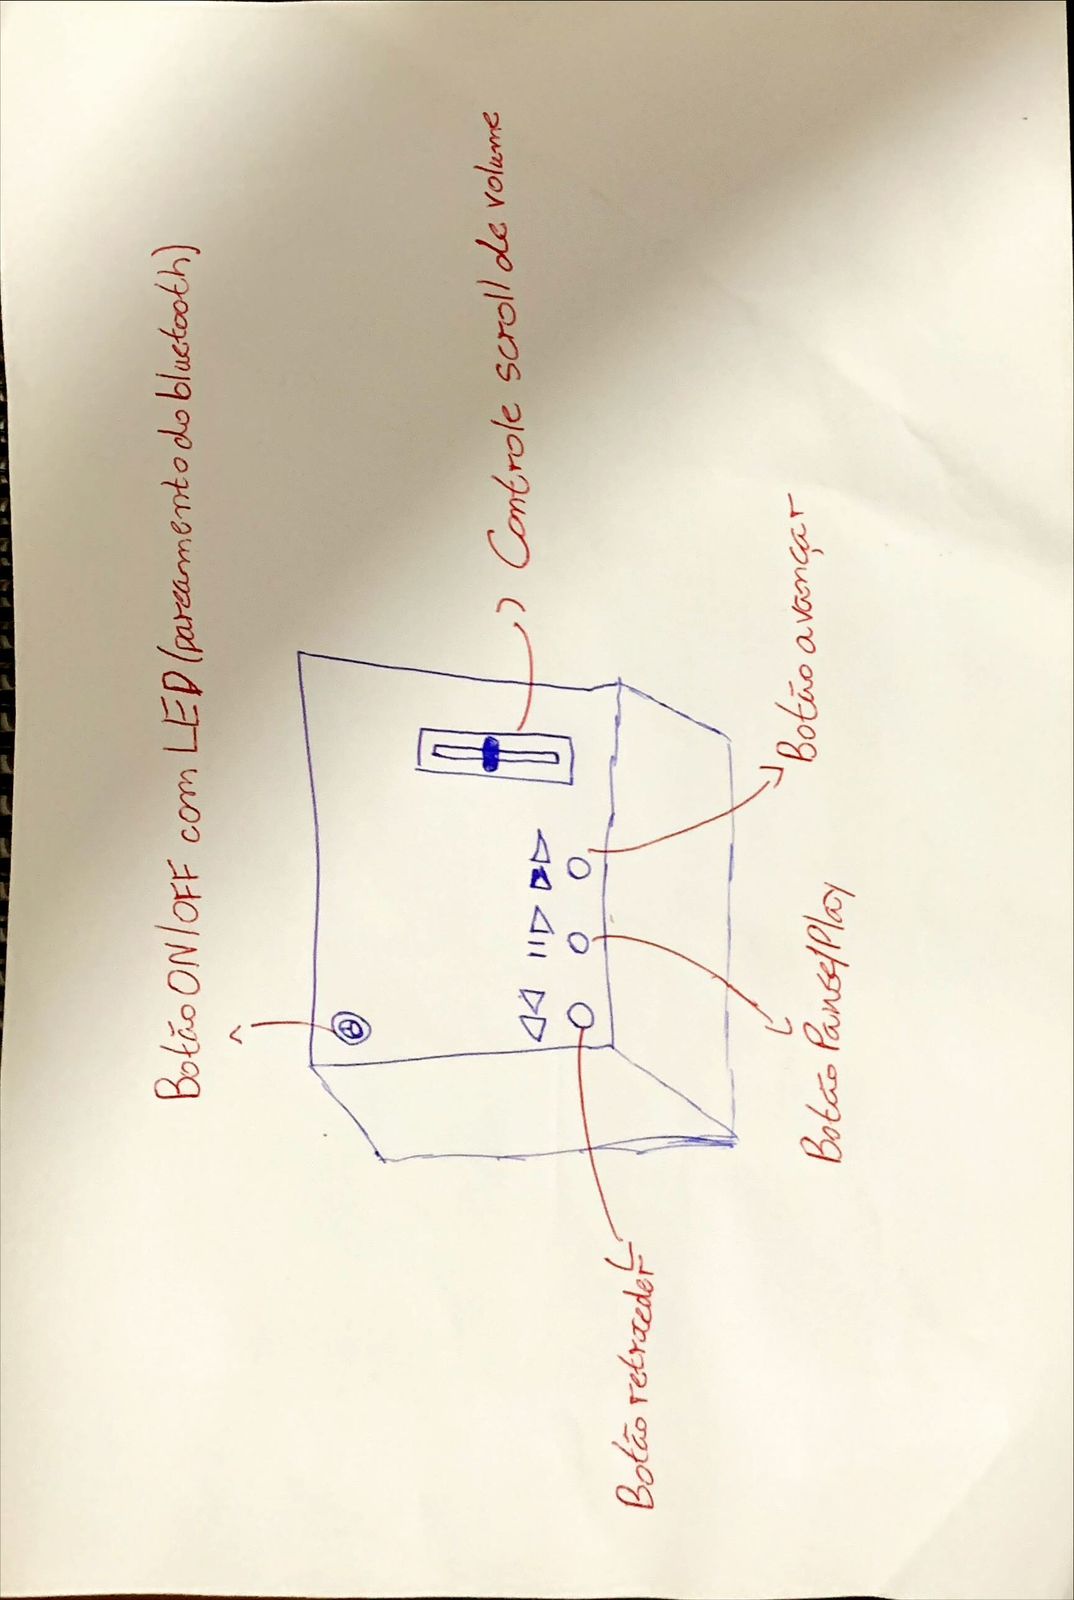 Botão ON/OFF com LED (pareamento do bluetooth)
Controle scroll de volume
Botão avançar
Botão Pause/Play
Botão retroceder